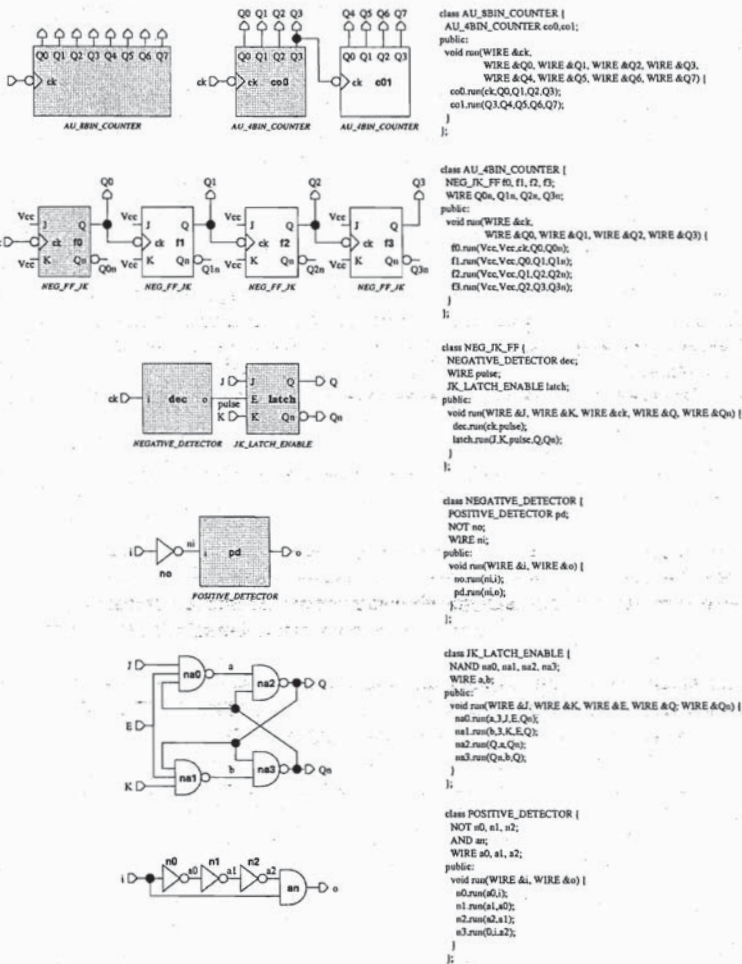 Q0 Q1 Q2 Q3 Q4 Q5 Q6 Q7
Q0 Q1 Q2 Q3 Q4 Q5 Q6 Q7
ck
AU_8BIN_COUNTER
Q0 Q1 Q2 Q3
Q0 Q1 Q2 Q3
ck
ck co0
AU_4BIN_COUNTER
Q4 Q5 Q6 Q7
ck
c01
AU_4BIN_COUNTER
class AU_8BIN_COUNTER {
AU_4BIN_COUNTER co0,co1;
public:
void run(WIRE &ck,
WIRE &Q0, WIRE &Q1, WIRE &Q2, WIRE &Q3,
WIRE &Q4, WIRE &Q5, WIRE &Q6, WIRE &Q7) {
co0.run(ck,Q0,Q1,Q2,Q3);
co1.run(Q3,Q4,Q5,Q6,Q7);
}
};
Q0 Q1 Q2 Q3
Vcc J Q Vcc J Q Vcc J Q Vcc J Q
ck f0 ck f1 ck f2 ck f3
Vcc K Qn Q0n Vcc K Qn Q1n Vcc K Qn Q2n Vcc K Qn Q3n
NEG_FF_JK NEG_FF_JK NEG_FF_JK NEG_FF_JK
class AU_4BIN_COUNTER {
NEG_JK_FF f0, f1, f2, f3;
WIRE Q0n, Q1n, Q2n, Q3n;
public:
void run(WIRE &ck,
WIRE &Q0, WIRE &Q1, WIRE &Q2, WIRE &Q3) {
f0.run(Vcc,Vcc,ck,Q0,Q0n);
f1.run(Vcc,Vcc,Q0,Q1,Q1n);
f2.run(Vcc,Vcc,Q1,Q2,Q2n);
f3.run(Vcc,Vcc,Q2,Q3,Q3n);
}
};
J J Q Q
ck i dec o pulse E latch
K K Qn Qn
NEGATIVE_DETECTOR JK_LATCH_ENABLE
class NEG_JK_FF {
NEGATIVE_DETECTOR dec;
WIRE pulse;
JK_LATCH_ENABLE latch;
public:
void run(WIRE &J, WIRE &K, WIRE &ck, WIRE &Q, WIRE &Qn) {
dec.run(ck,pulse);
latch.run(J,K,pulse,Q,Qn);
}
};
i no ni i pd o
POSITIVE_DETECTOR
class NEGATIVE_DETECTOR {
POSITIVE_DETECTOR pd;
NOT no;
WIRE ni;
public:
void run(WIRE &i, WIRE &o) {
no.run(ni,i);
pd.run(ni,o);
}
};
J na0 a na2 Q
E
K na1 b na3 Qn
class JK_LATCH_ENABLE {
NAND na0, na1, na2, na3;
WIRE a,b;
public:
void run(WIRE &J, WIRE &K, WIRE &E, WIRE &Q, WIRE &Qn) {
na0.run(a,3,J,E,Qn);
na1.run(b,3,K,E,Q);
na2.run(Q,a,Qn);
na3.run(Qn,b,Q);
}
};
n0 n1 n2
i a0 a1 a2 an o
class POSITIVE_DETECTOR {
NOT n0, n1, n2;
AND an;
WIRE a0, a1, a2;
public:
void run(WIRE &i, WIRE &o) {
n0.run(a0,i);
n1.run(a1,a0);
n2.run(a2,a1);
n3.run(0,i,a2);
}
};